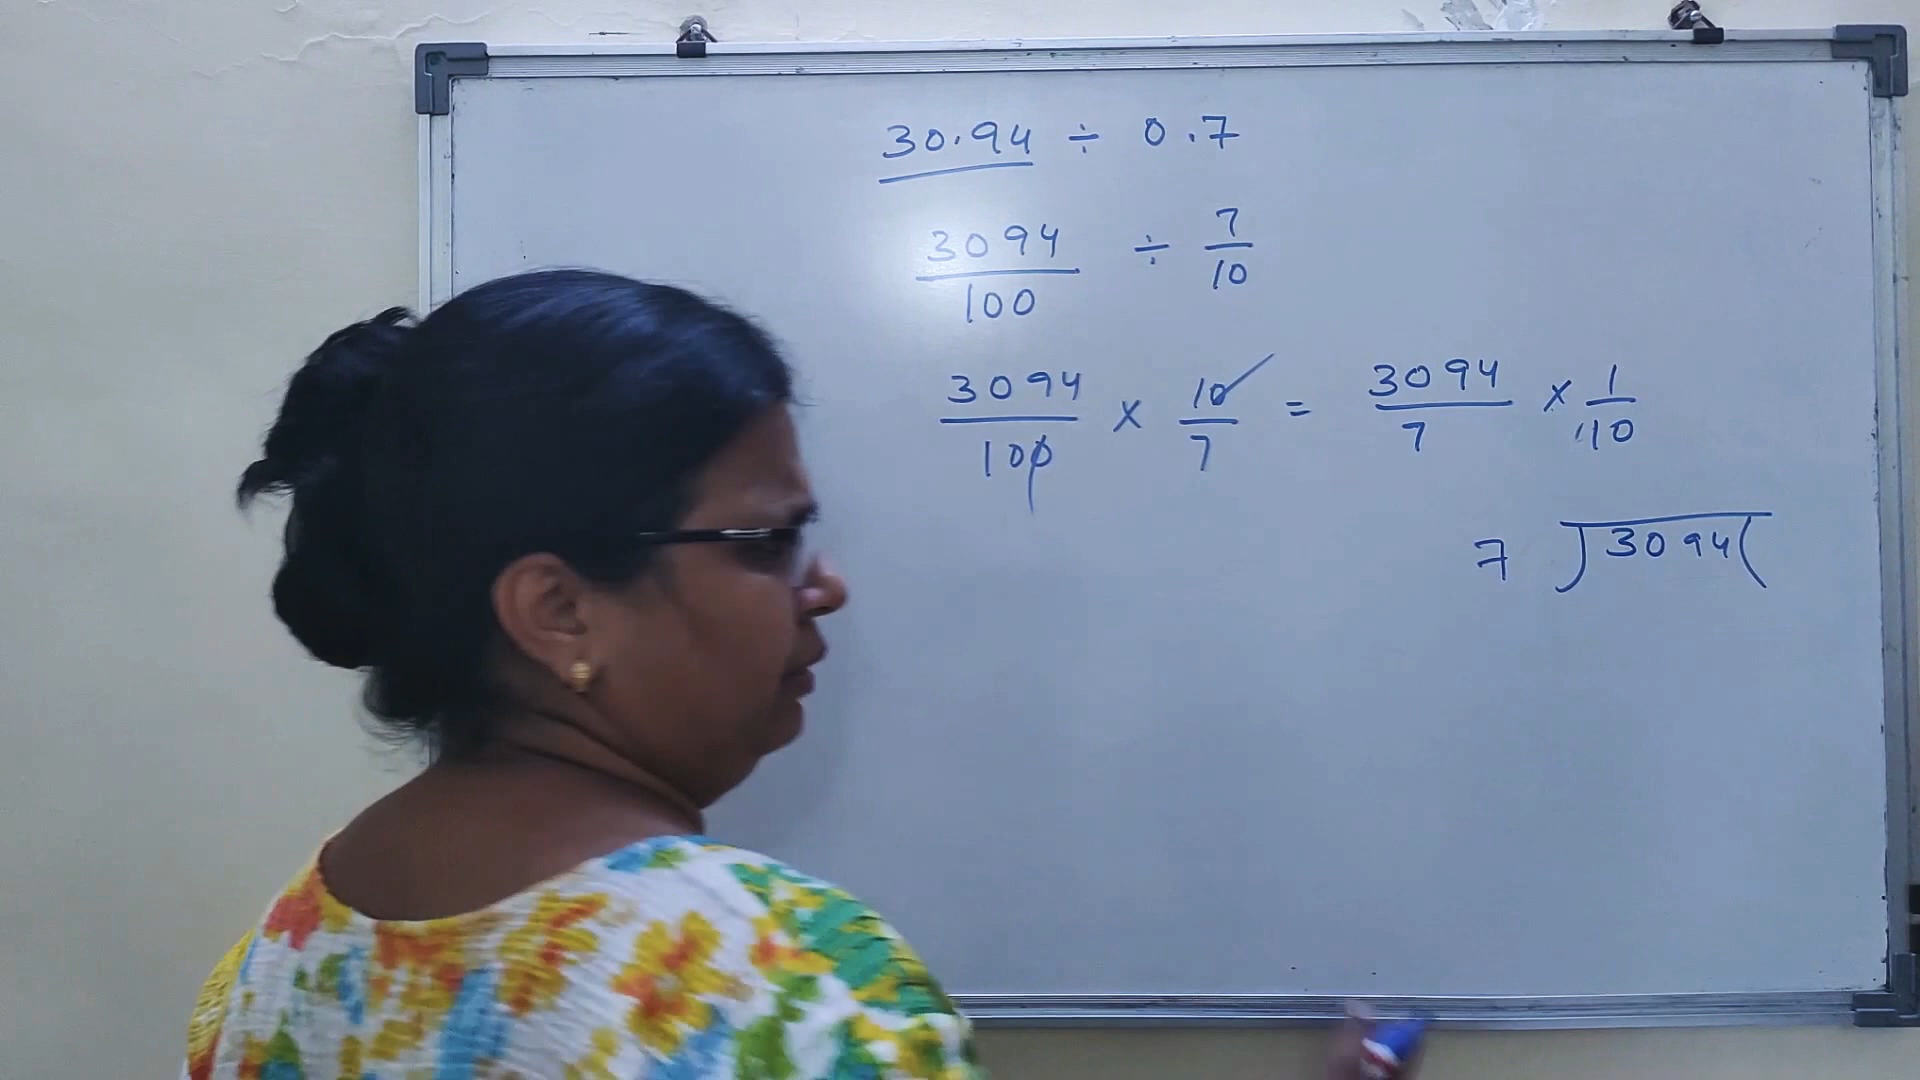 30.94 ÷ 0.7
3094/100 ÷ 7/10
3094/100 × 10/7 = 3094/7 × 1/10
7 ) 3094 (